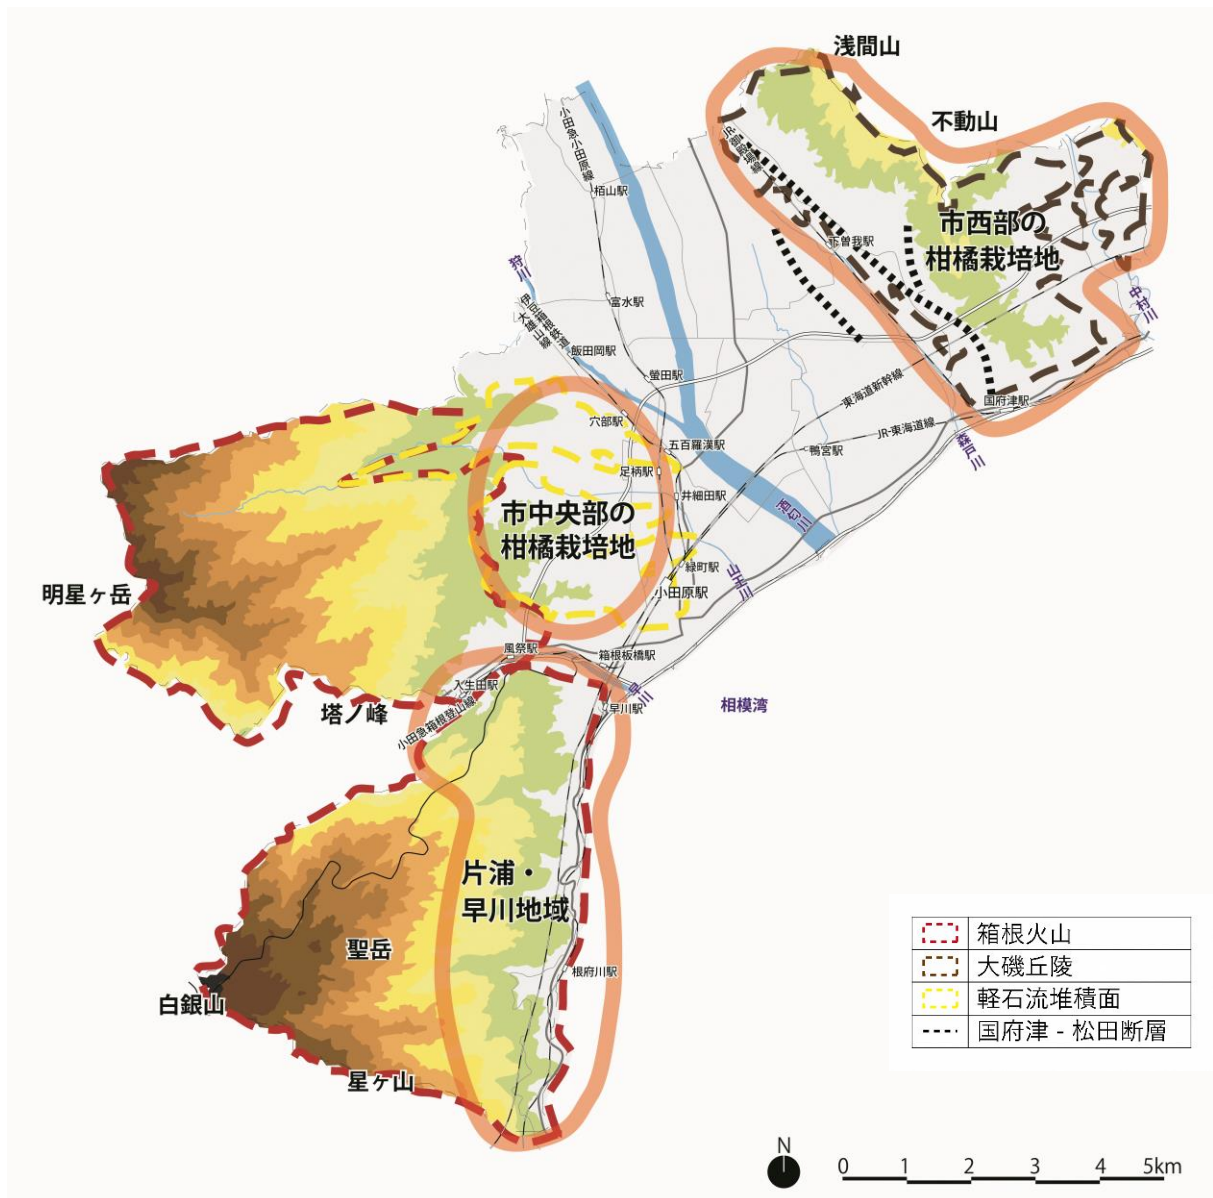 浅間山
不動山
小田急小田原線
JR-御殿場線
栢山駅
市西部の
柑橘栽培地
下曽我駅
狩川
伊豆箱根鉄道
大雄山線
富水駅
中村川
飯田岡駅
螢田駅
東海道新幹線
国府津駅
穴部駅
JR-東海道線
五百羅漢駅
鴨宮駅
森戸川
足柄駅
井細田駅
市中央部の
柑橘栽培地
酒匂川
緑町駅
山王川
明星ヶ岳
小田原駅
風祭駅
箱根板橋駅
入生田駅
早川
小田急箱根登山線
早川駅
相模湾
塔ノ峰
片浦・
早川地域
聖岳
根府川駅
白銀山
星ヶ山
箱根火山
大磯丘陵
軽石流堆積面
国府津 - 松田断層
N
0 1 2 3 4 5km